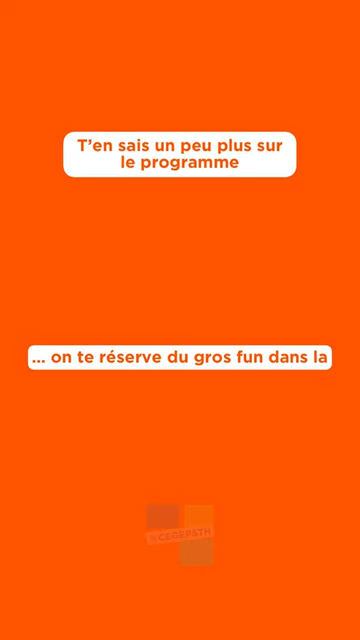 T'en sais un peu plus sur
le programme
... on te réserve du gros fun dans la
@CEGEPSTH